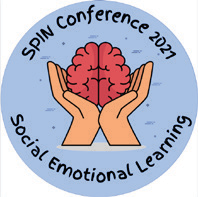 SPIN Conference 2021
Social Emotional Learning